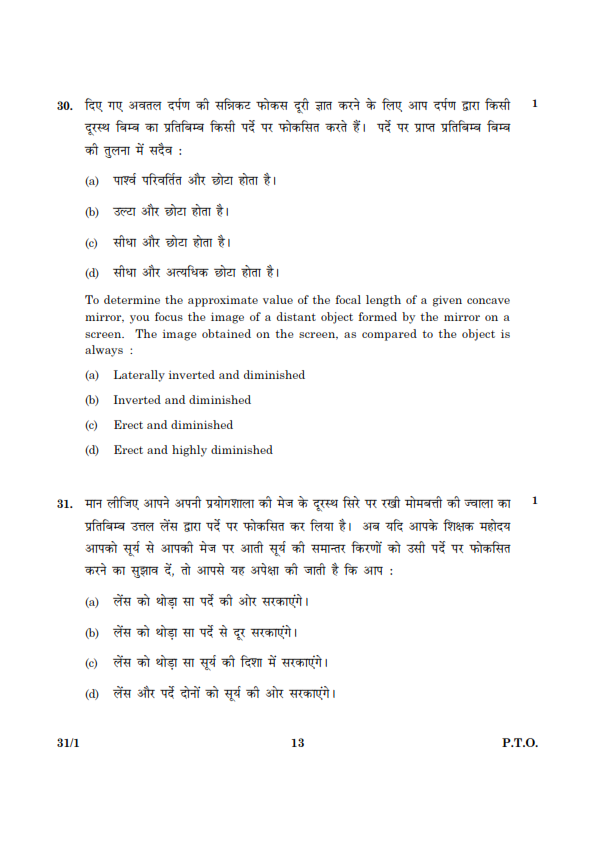 30. दिए गए अवतल दर्पण की सन्निकट फोकस दूरी ज्ञात करने के लिए आप दर्पण द्वारा किसी 1
दूरस्थ बिम्ब का प्रतिबिम्ब किसी पर्दे पर फोकसित करते हैं। पर्दे पर प्राप्त प्रतिबिम्ब बिम्ब
की तुलना में सदैव :
(a) पार्श्व परिवर्तित और छोटा होता है।
(b) उल्टा और छोटा होता है।
(c) सीधा और छोटा होता है।
(d) सीधा और अत्यधिक छोटा होता है।
To determine the approximate value of the focal length of a given concave
mirror, you focus the image of a distant object formed by the mirror on a
screen. The image obtained on the screen, as compared to the object is
always :
(a) Laterally inverted and diminished
(b) Inverted and diminished
(c) Erect and diminished
(d) Erect and highly diminished
31. मान लीजिए आपने अपनी प्रयोगशाला की मेज के दूरस्थ सिरे पर रखी मोमबत्ती की ज्वाला का 1
प्रतिबिम्ब उत्तल लेंस द्वारा पर्दे पर फोकसित कर लिया है। अब यदि आपके शिक्षक महोदय
आपको सूर्य से आपकी मेज पर आती सूर्य की समान्तर किरणों को उसी पर्दे पर फोकसित
करने का सुझाव दें, तो आपसे यह अपेक्षा की जाती है कि आप :
(a) लेंस को थोड़ा सा पर्दे की ओर सरकाएंगे।
(b) लेंस को थोड़ा सा पर्दे से दूर सरकाएंगे।
(c) लेंस को थोड़ा सा सूर्य की दिशा में सरकाएंगे।
(d) लेंस और पर्दे दोनों को सूर्य की ओर सरकाएंगे।
31/1 13 P.T.O.